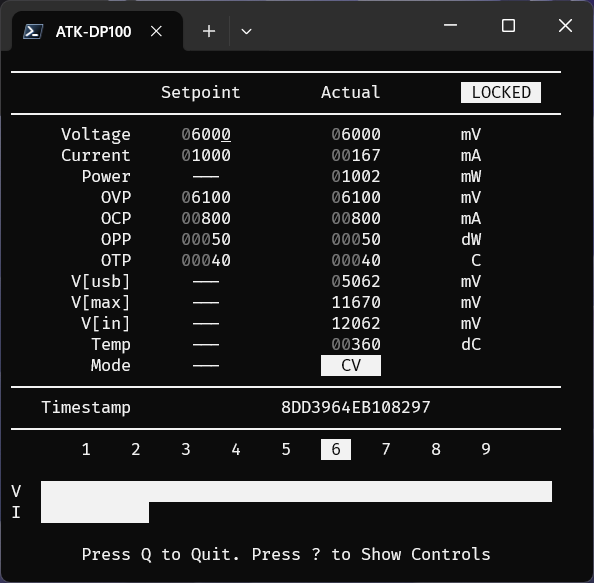 ATK-DP100
Setpoint Actual LOCKED
Voltage 06000 06000 mV
Current 01000 00167 mA
Power —— 01002 mW
OVP 06100 06100 mV
OCP 00800 00800 mA
OPP 00050 00050 dW
OTP 00040 00040 C
V[usb] —— 05062 mV
V[max] —— 11670 mV
V[in] —— 12062 mV
Temp —— 00360 dC
Mode —— CV
Timestamp 8DD3964EB108297
1 2 3 4 5 6 7 8 9
V
I
Press Q to Quit. Press ? to Show Controls